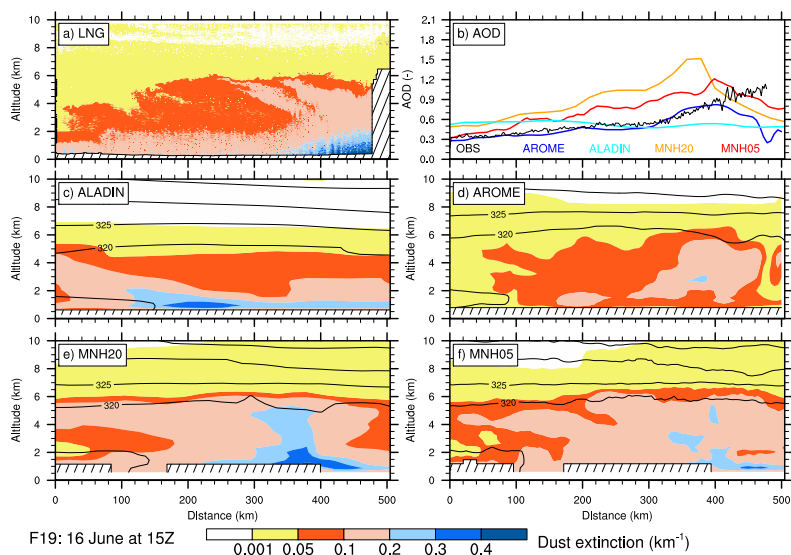 a) LNG
10
8
6
4
2
0
Altitude (km)
b) AOD
2.1
1.8
1.5
1.2
0.9
0.6
0.3
0.0
AOD (-)
OBS AROME ALADIN MNH20 MNH05
c) ALADIN
10
8
6
4
2
0
Altitude (km)
325
320
d) AROME
10
8
6
4
2
0
Altitude (km)
325
320
e) MNH20
10
8
6
4
2
0
Altitude (km)
325
320
0 100 200 300 400 500
Distance (km)
f) MNH05
10
8
6
4
2
0
Altitude (km)
325
320
0 100 200 300 400 500
Distance (km)
F19: 16 June at 15Z
0.001 0.05 0.1 0.2 0.3 0.4
Dust extinction (km⁻¹)